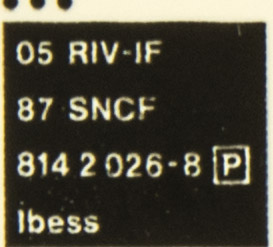 05 RIV-IF
87 SNCF
814 2 026-8 P
Ibess